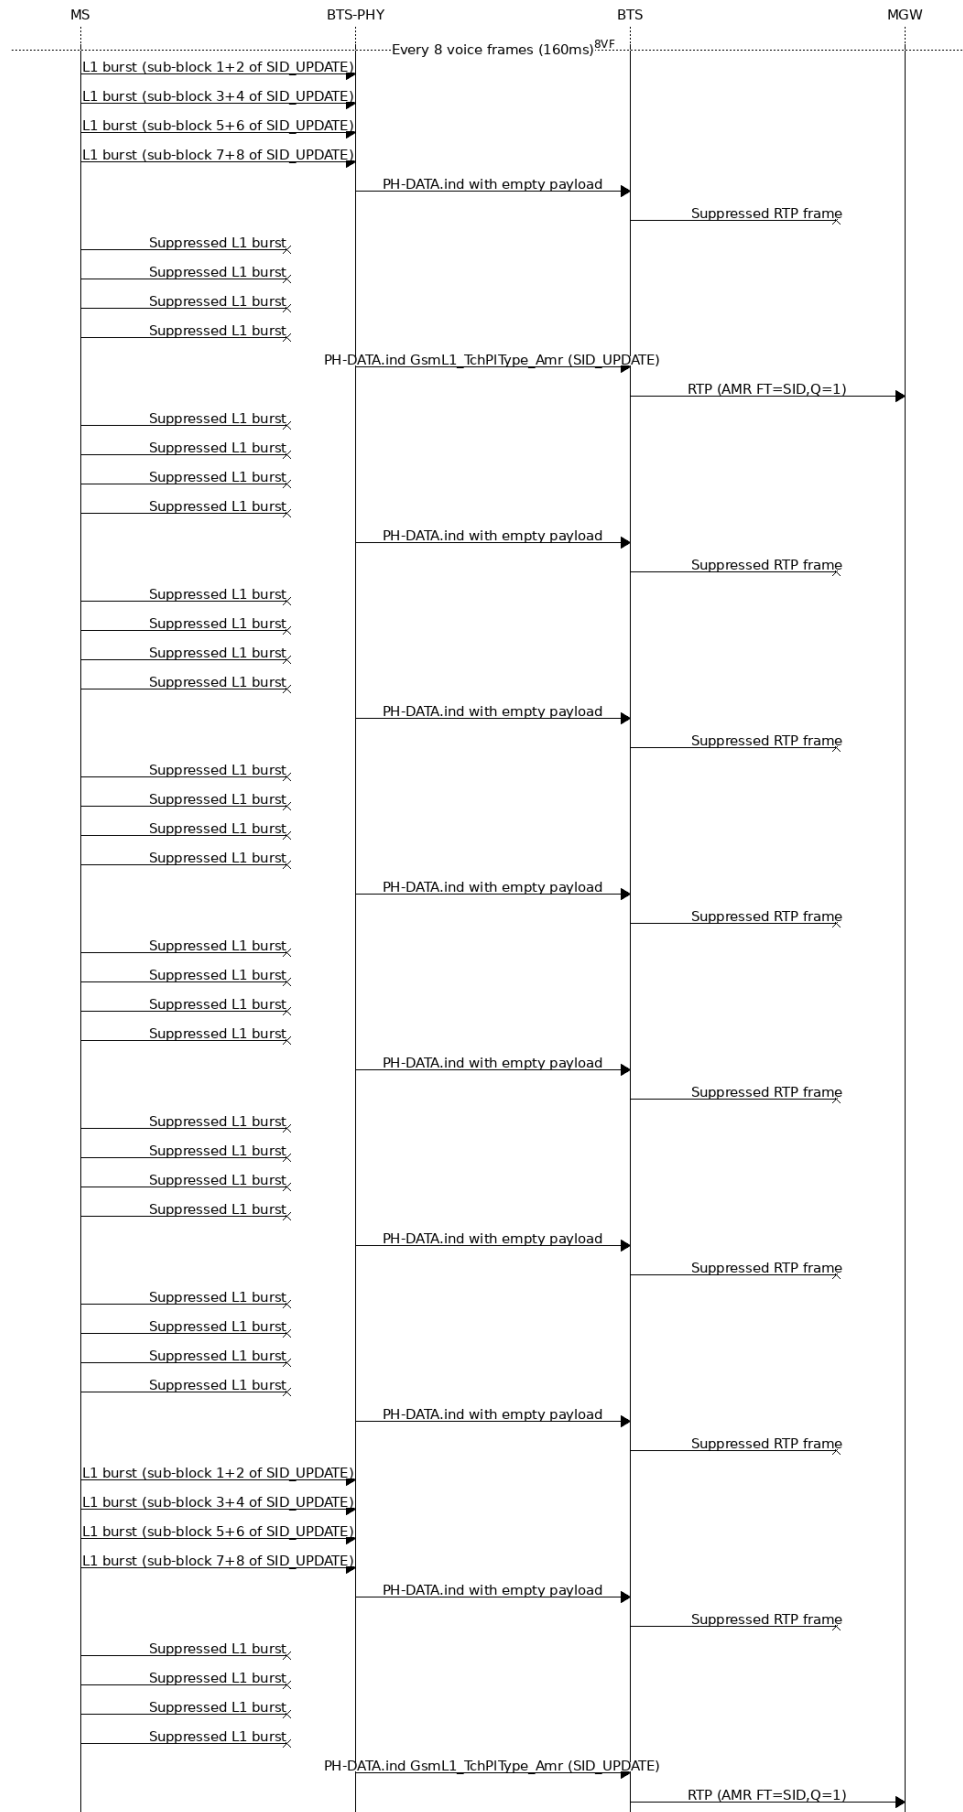 MS BTS-PHY BTS MGW
Every 8 voice frames (160ms) 8VF
L1 burst (sub-block 1+2 of SID_UPDATE)
L1 burst (sub-block 3+4 of SID_UPDATE)
L1 burst (sub-block 5+6 of SID_UPDATE)
L1 burst (sub-block 7+8 of SID_UPDATE)
PH-DATA.ind with empty payload
Suppressed RTP frame
Suppressed L1 burst
Suppressed L1 burst
Suppressed L1 burst
Suppressed L1 burst
PH-DATA.ind GsmL1_TchPlType_Amr (SID_UPDATE)
RTP (AMR FT=SID,Q=1)
Suppressed L1 burst
Suppressed L1 burst
Suppressed L1 burst
Suppressed L1 burst
PH-DATA.ind with empty payload
Suppressed RTP frame
Suppressed L1 burst
Suppressed L1 burst
Suppressed L1 burst
Suppressed L1 burst
PH-DATA.ind with empty payload
Suppressed RTP frame
Suppressed L1 burst
Suppressed L1 burst
Suppressed L1 burst
Suppressed L1 burst
PH-DATA.ind with empty payload
Suppressed RTP frame
Suppressed L1 burst
Suppressed L1 burst
Suppressed L1 burst
Suppressed L1 burst
PH-DATA.ind with empty payload
Suppressed RTP frame
Suppressed L1 burst
Suppressed L1 burst
Suppressed L1 burst
Suppressed L1 burst
PH-DATA.ind with empty payload
Suppressed RTP frame
Suppressed L1 burst
Suppressed L1 burst
Suppressed L1 burst
Suppressed L1 burst
PH-DATA.ind with empty payload
Suppressed RTP frame
L1 burst (sub-block 1+2 of SID_UPDATE)
L1 burst (sub-block 3+4 of SID_UPDATE)
L1 burst (sub-block 5+6 of SID_UPDATE)
L1 burst (sub-block 7+8 of SID_UPDATE)
PH-DATA.ind with empty payload
Suppressed RTP frame
Suppressed L1 burst
Suppressed L1 burst
Suppressed L1 burst
Suppressed L1 burst
PH-DATA.ind GsmL1_TchPlType_Amr (SID_UPDATE)
RTP (AMR FT=SID,Q=1)